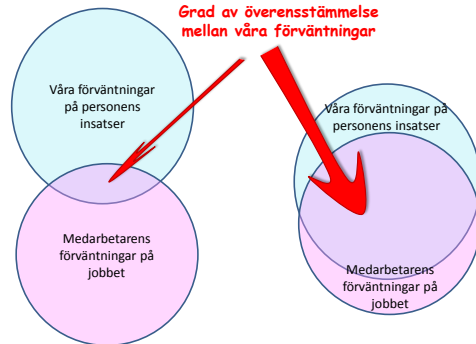 Grad av överensstämmelse
mellan våra förväntningar
Våra förväntningar
på personens
insatser
Medarbetarens
förväntningar på
jobbet
Våra förväntningar på
personens insatser
Medarbetarens
förväntningar på
jobbet